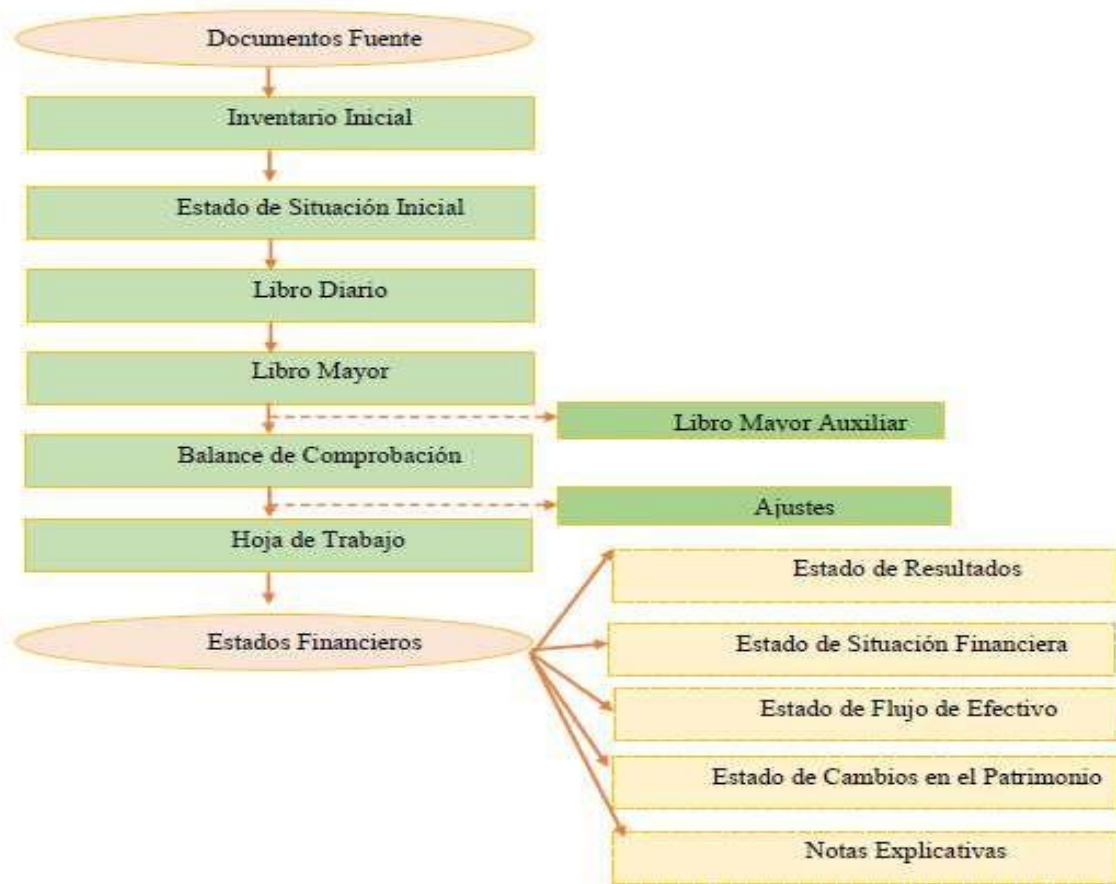 Documentos Fuente
Inventario Inicial
Estado de Situación Inicial
Libro Diario
Libro Mayor
Libro Mayor Auxiliar
Balance de Comprobación
Ajustes
Hoja de Trabajo
Estado de Resultados
Estados Financieros
Estado de Situación Financiera
Estado de Flujo de Efectivo
Estado de Cambios en el Patrimonio
Notas Explicativas